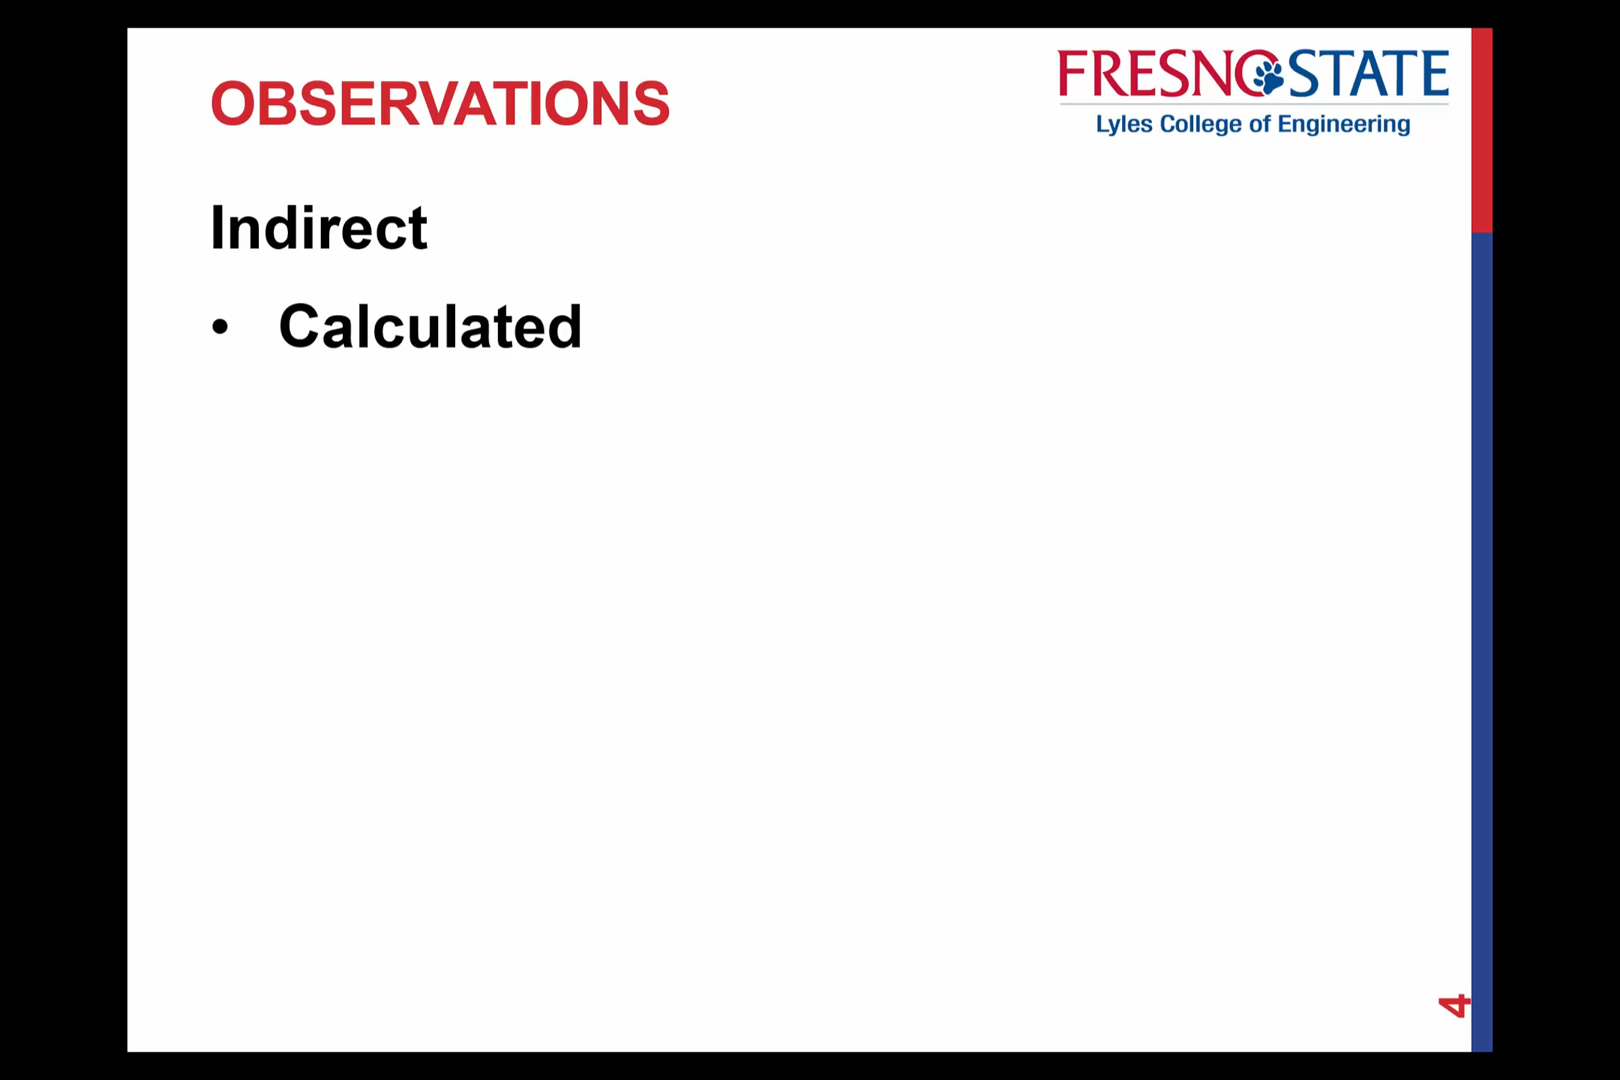 OBSERVATIONS
FRESNO STATE
Lyles College of Engineering
Indirect
• Calculated
4